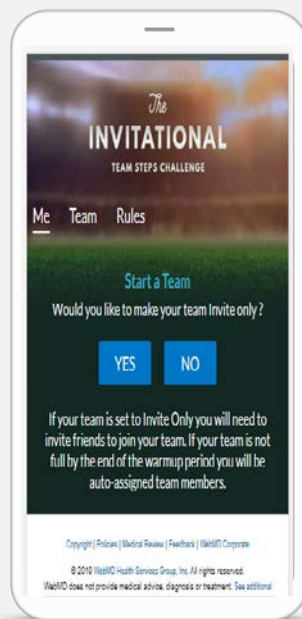 The
INVITATIONAL
TEAM STEPS CHALLENGE
Me Team Rules
Start a Team
Would you like to make your team Invite only ?
YES NO
If your team is set to Invite Only you will need to
invite friends to join your team. If your team is not
full by the end of the warmup period you will be
auto-assigned team members.
Copyright | Policies | Medical Review | Feedback | WebMD Corporate
© 2019 WebMD Health Services Group, Inc. All rights reserved.
WebMD does not provide medical advice, diagnosis or treatment. See additional